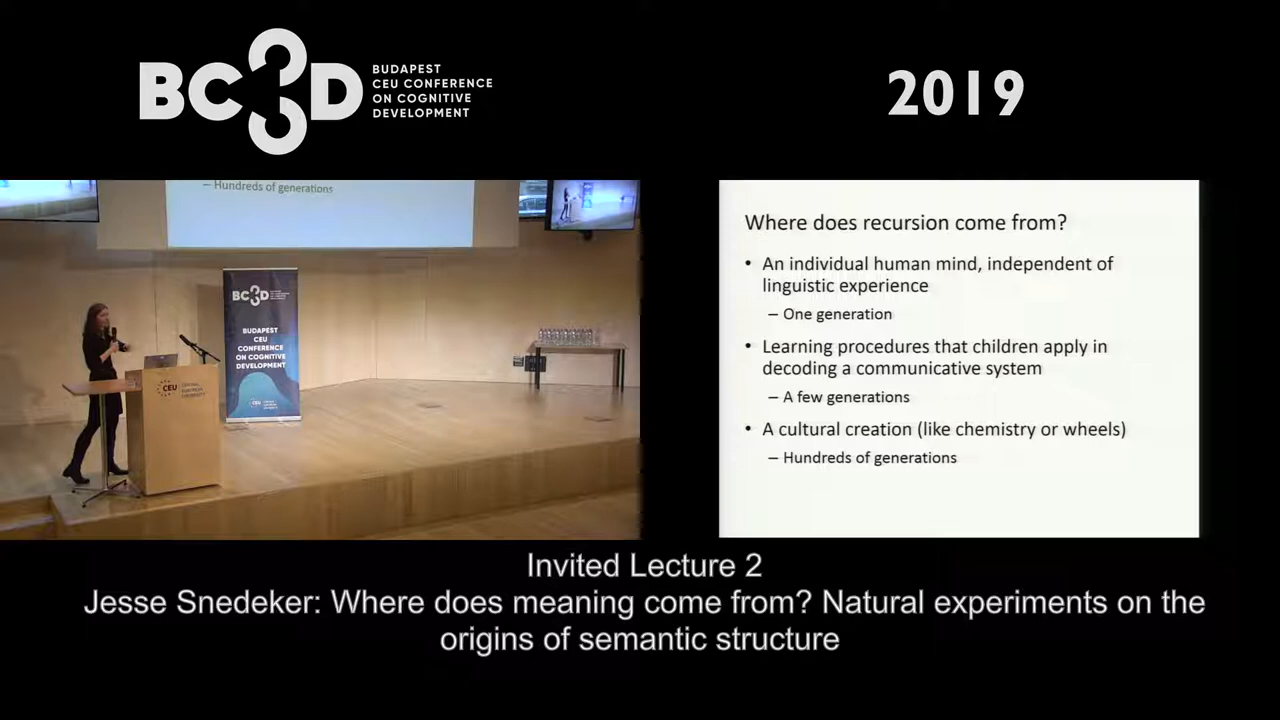 BC3D
BUDAPEST
CEU CONFERENCE
ON COGNITIVE
DEVELOPMENT
2019
– Hundreds of generations
BC3D
BUDAPEST
CEU
CONFERENCE
ON COGNITIVE
DEVELOPMENT
CEU
CEU
Where does recursion come from?
• An individual human mind, independent of
linguistic experience
– One generation
• Learning procedures that children apply in
decoding a communicative system
– A few generations
• A cultural creation (like chemistry or wheels)
– Hundreds of generations
Invited Lecture 2
Jesse Snedeker: Where does meaning come from? Natural experiments on the
origins of semantic structure